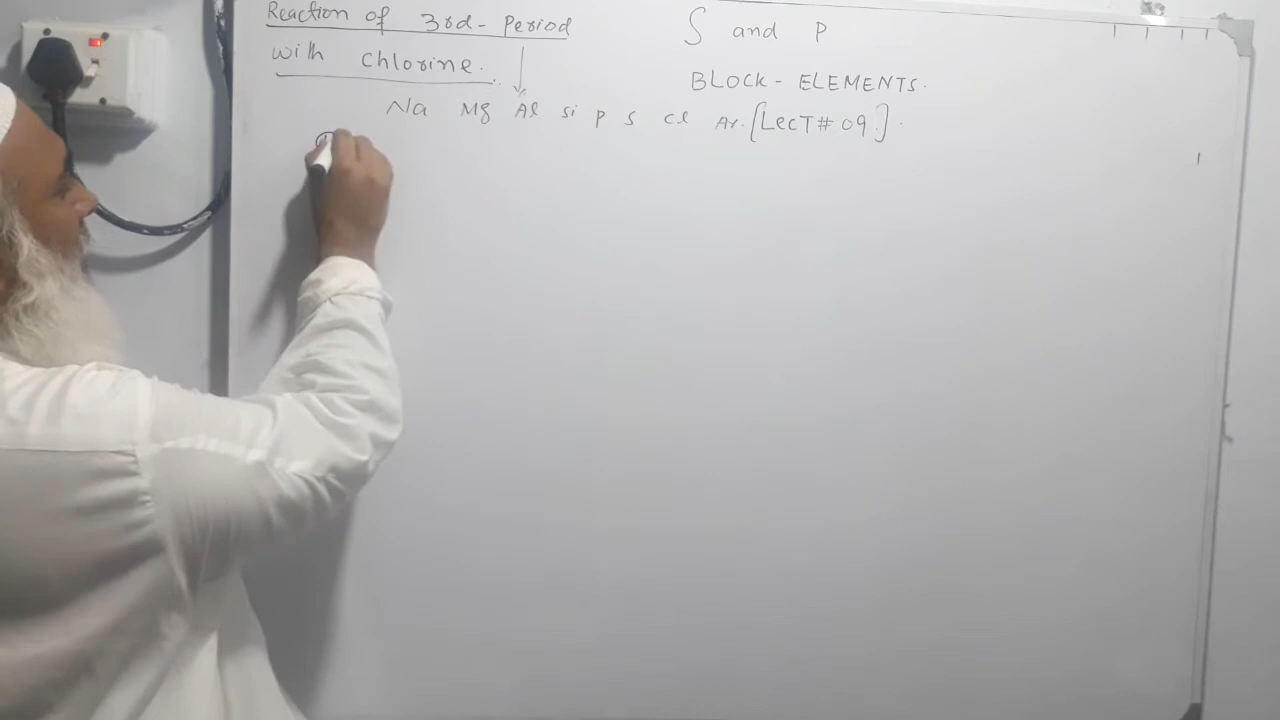 Reaction of 3rd-Period
with chlorine.
Na Mg Al si p s cl Ar.
S and P
BLOCK-ELEMENTS.
[LecT# 09.].